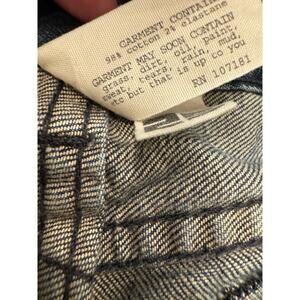 GARMENT CONTAINS
98% cotton 2% elastane
GARMENT MAY SOON CONTAIN
grass, dirt, oil, paint,
sweat, tears, rain, mud,
etc but that is up to you
RN 107181